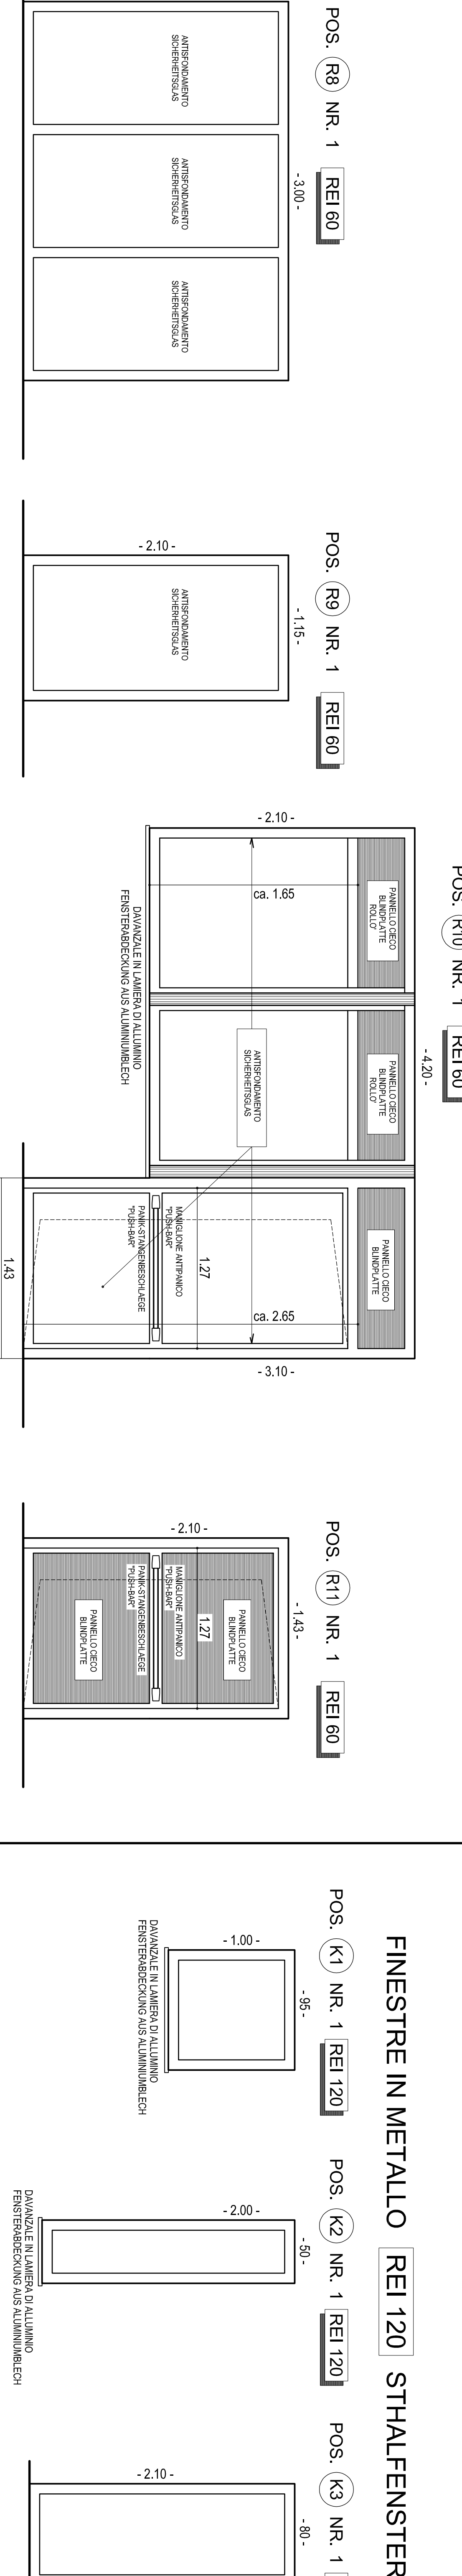 POS. R8 NR. 1 REI 60
- 3.00 -
ANTISFONDAMENTO
SICHERHEITSGLAS
ANTISFONDAMENTO
SICHERHEITSGLAS
ANTISFONDAMENTO
SICHERHEITSGLAS
POS. R9 NR. 1 REI 60
- 1.15 -
- 2.10 -
ANTISFONDAMENTO
SICHERHEITSGLAS
POS. R10 NR. 1 REI 60
- 4.20 -
- 2.10 -
PANNELLO CIECO
BLINDPLATTE
ROLLO'
PANNELLO CIECO
BLINDPLATTE
ROLLO'
PANNELLO CIECO
BLINDPLATTE
ca. 1.65
ANTISFONDAMENTO
SICHERHEITSGLAS
ca. 2.65
- 3.10 -
1.27
MANIGLIONE ANTIPANICO
"PUSH-BAR"
PANIK-STANGENBESCHLAEGE
"PUSH-BAR"
DAVANZALE IN LAMIERA DI ALLUMINIO
FENSTERABDECKUNG AUS ALUMINIUMBLECH
1.43
POS. R11 NR. 1 REI 60
- 1.43 -
- 2.10 -
PANNELLO CIECO
BLINDPLATTE
1.27
MANIGLIONE ANTIPANICO
"PUSH-BAR"
PANIK-STANGENBESCHLAEGE
"PUSH-BAR"
PANNELLO CIECO
BLINDPLATTE
FINESTRE IN METALLO REI 120 STHALFENSTER
POS. K1 NR. 1 REI 120
- 95 -
- 1.00 -
DAVANZALE IN LAMIERA DI ALLUMINIO
FENSTERABDECKUNG AUS ALUMINIUMBLECH
POS. K2 NR. 1 REI 120
- 50 -
- 2.00 -
DAVANZALE IN LAMIERA DI ALLUMINIO
FENSTERABDECKUNG AUS ALUMINIUMBLECH
POS. K3 NR. 1
- 80 -
- 2.10 -